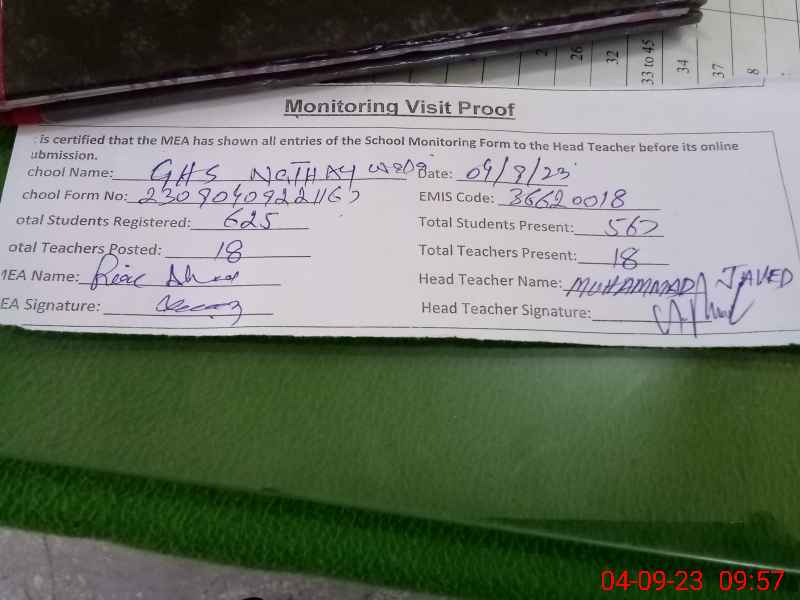 2
26
32
33 to 45
34
37
8
Monitoring Visit Proof
is certified that the MEA has shown all entries of the School Monitoring Form to the Head Teacher before its online
ubmission.
chool Name: GHS NATHAY Date: 04/9/23
chool Form No: EMIS Code: 36620018
otal Students Registered: 625 Total Students Present: 567
otal Teachers Posted: 18 Total Teachers Present: 18
MEA Name: Head Teacher Name: MUHAMMAD JAVED
EA Signature: Head Teacher Signature:
04-09-23 09:57